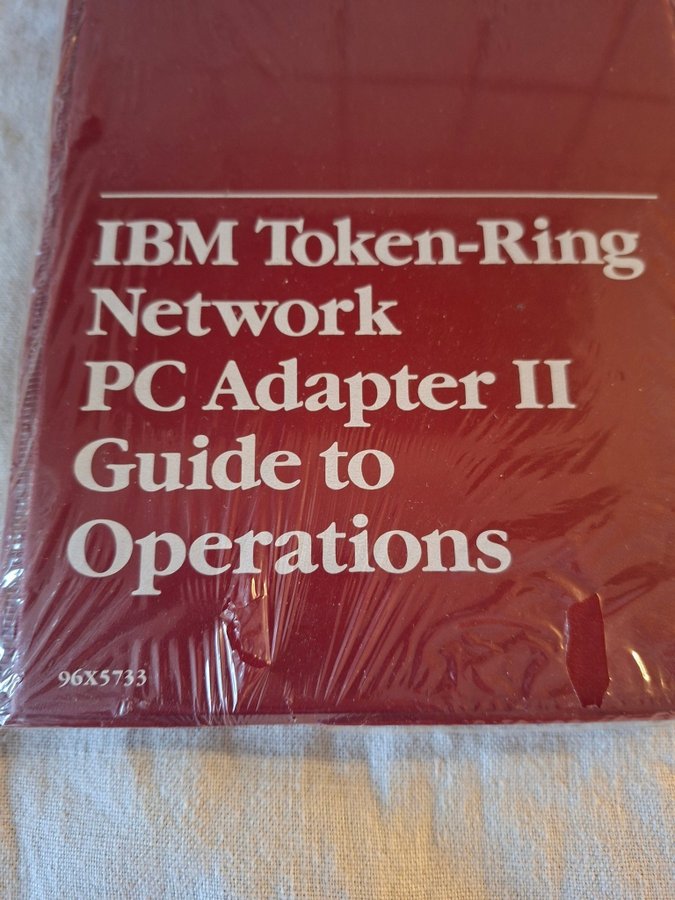 IBM Token-Ring
Network
PC Adapter II
Guide to
Operations
96X5733